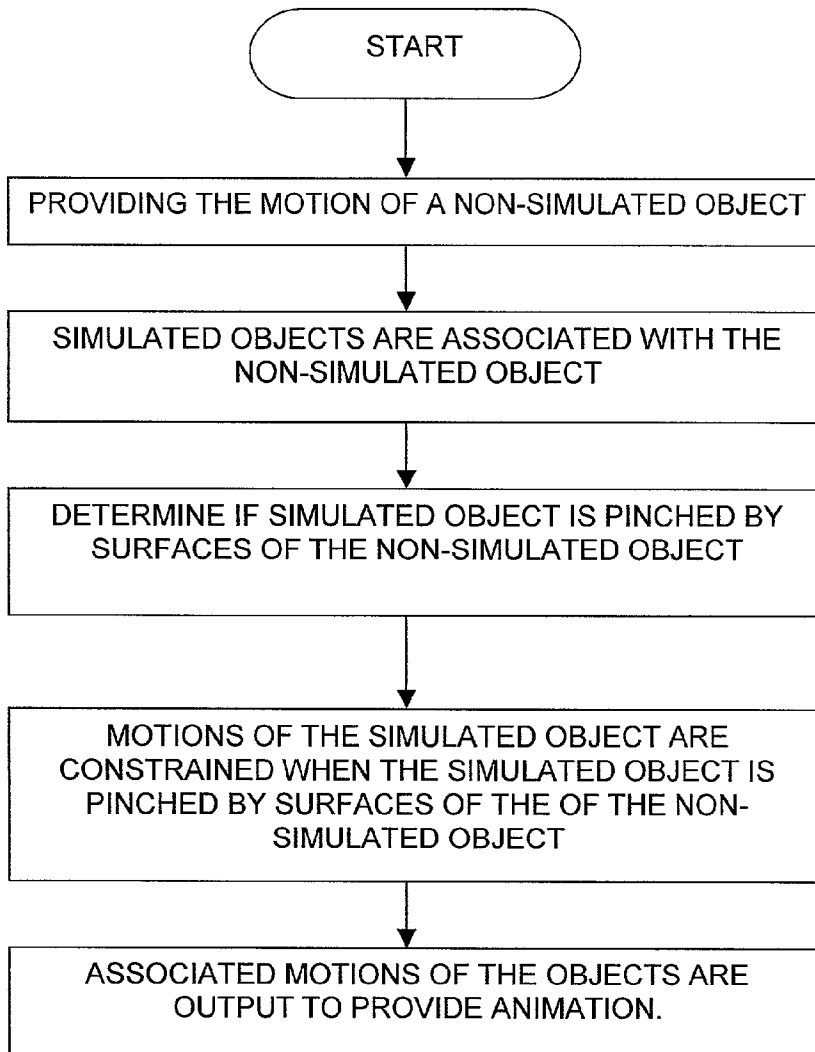 START
PROVIDING THE MOTION OF A NON-SIMULATED OBJECT
SIMULATED OBJECTS ARE ASSOCIATED WITH THE
NON-SIMULATED OBJECT
DETERMINE IF SIMULATED OBJECT IS PINCHED BY
SURFACES OF THE NON-SIMULATED OBJECT
MOTIONS OF THE SIMULATED OBJECT ARE
CONSTRAINED WHEN THE SIMULATED OBJECT IS
PINCHED BY SURFACES OF THE OF THE NON-
SIMULATED OBJECT
ASSOCIATED MOTIONS OF THE OBJECTS ARE
OUTPUT TO PROVIDE ANIMATION.